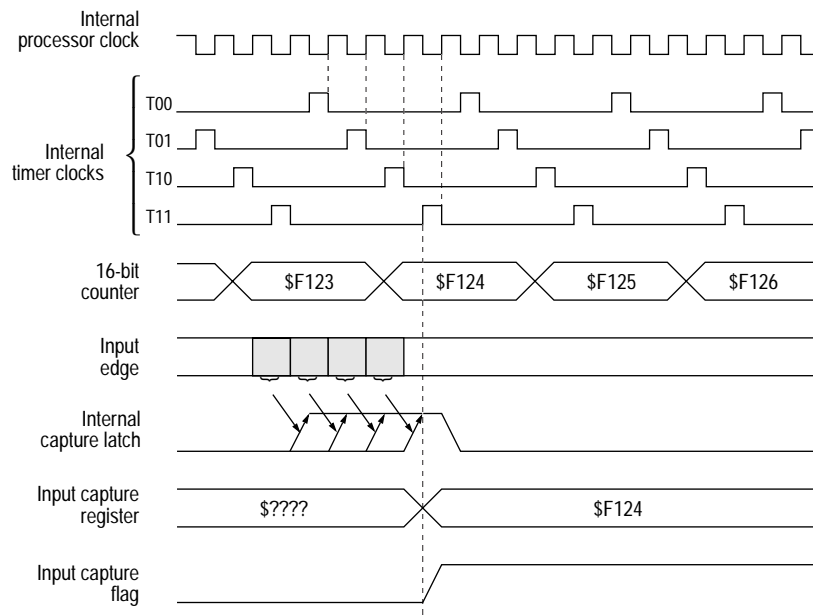 Internal
processor clock
T00
T01
Internal
timer clocks
T10
T11
16-bit
counter
$F123
$F124
$F125
$F126
Input
edge
Internal
capture latch
Input capture
register
$????
$F124
Input capture
flag